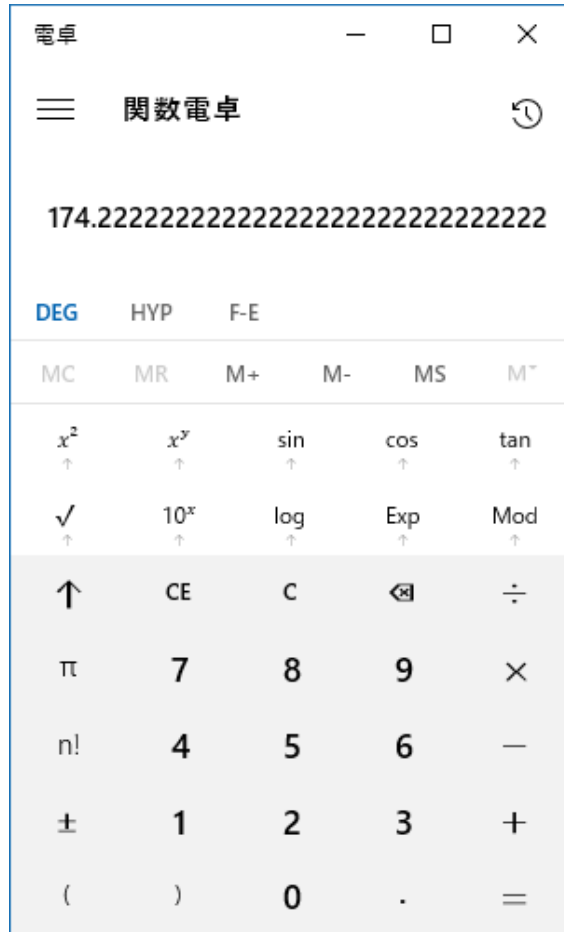 電卓
関数電卓
174.22222222222222222222222222222
DEG HYP F-E
MC MR M+ M- MS M
x² xʸ sin cos tan
√ 10ˣ log Exp Mod
↑ CE C ÷
π 7 8 9 ×
n! 4 5 6 −
± 1 2 3 +
( ) 0 . =